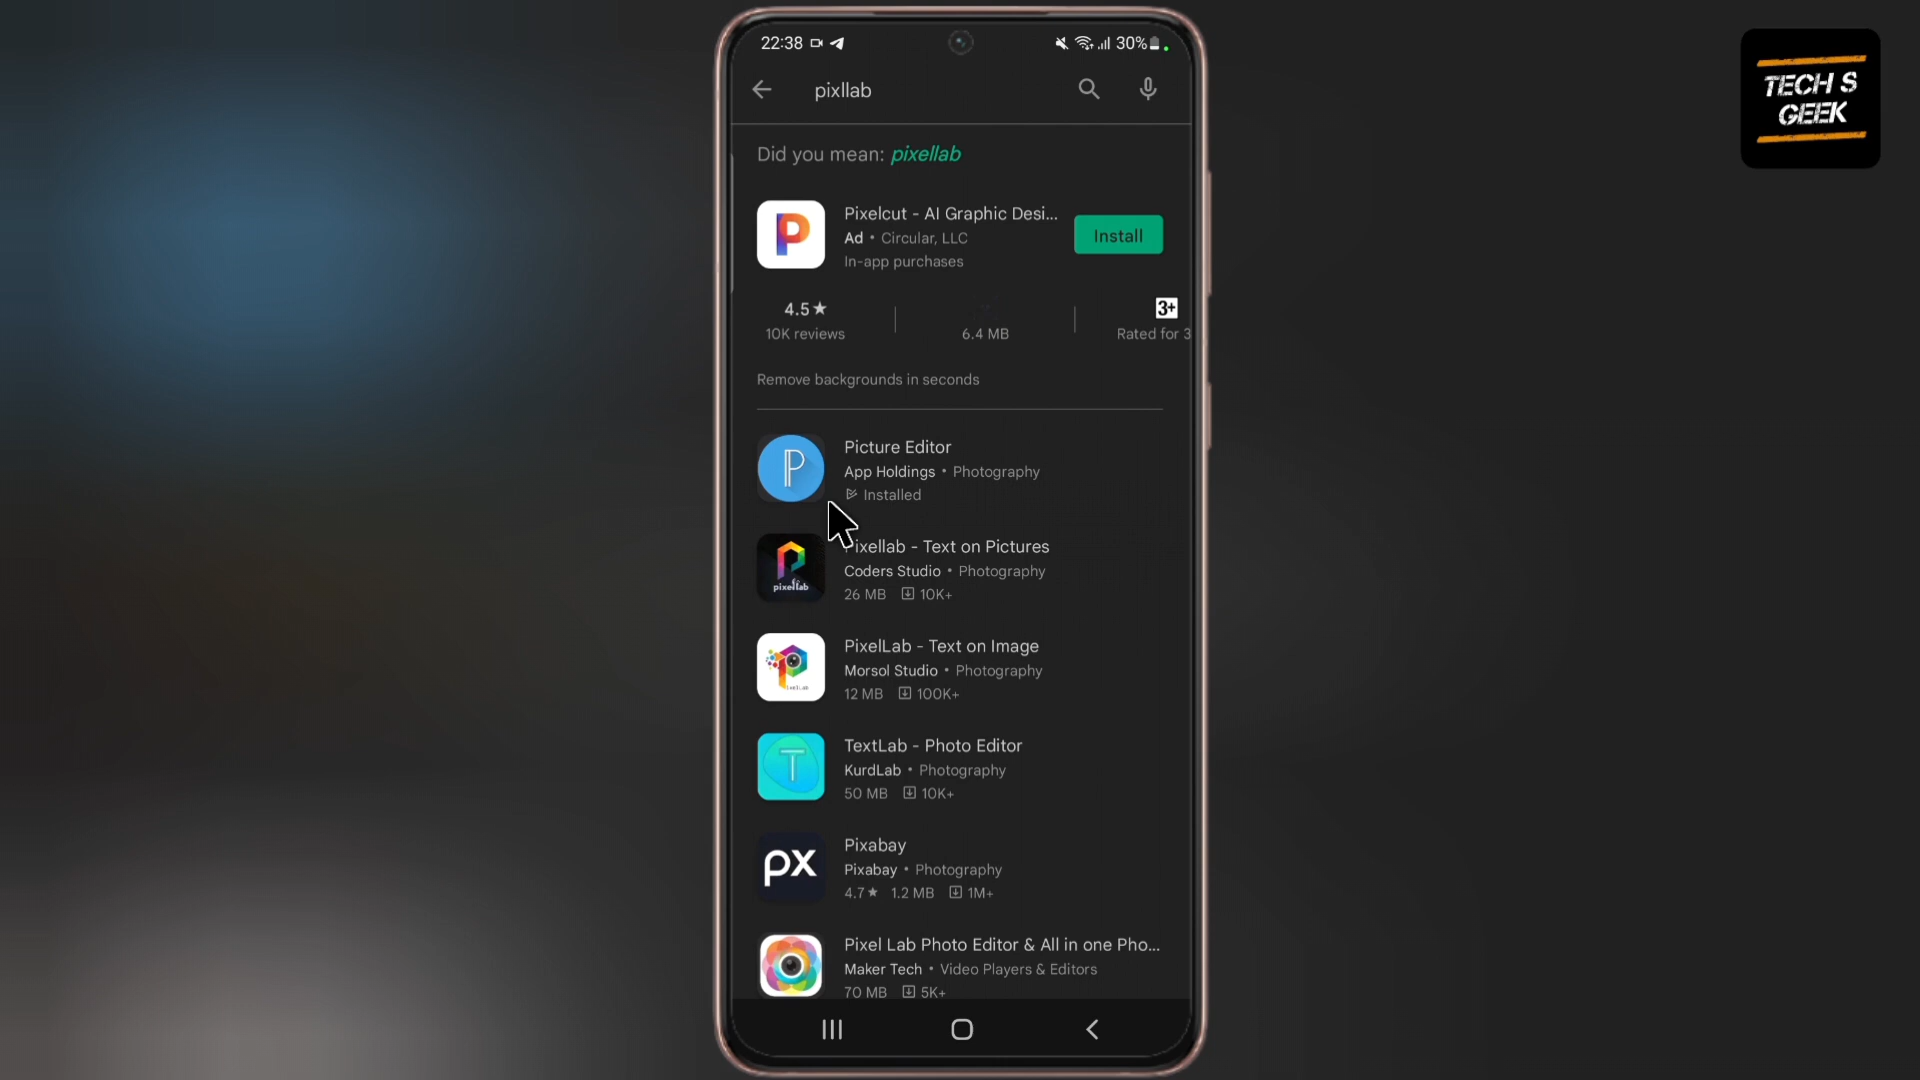 22:38
30%
TECH S
GEEK
pixllab
Did you mean: pixellab
Pixelcut - AI Graphic Desi...
Ad • Circular, LLC
In-app purchases
Install
4.5★
10K reviews
6.4 MB
3+
Rated for 3
Remove backgrounds in seconds
Picture Editor
App Holdings • Photography
Installed
Pixellab - Text on Pictures
Coders Studio • Photography
26 MB 10K+
pixellab
PixelLab - Text on Image
Morsol Studio • Photography
12 MB 100K+
TextLab - Photo Editor
KurdLab • Photography
50 MB 10K+
Pixabay
Pixabay • Photography
4.7★ 1.2 MB 1M+
px
Pixel Lab Photo Editor & All in one Pho...
Maker Tech • Video Players & Editors
70 MB 5K+